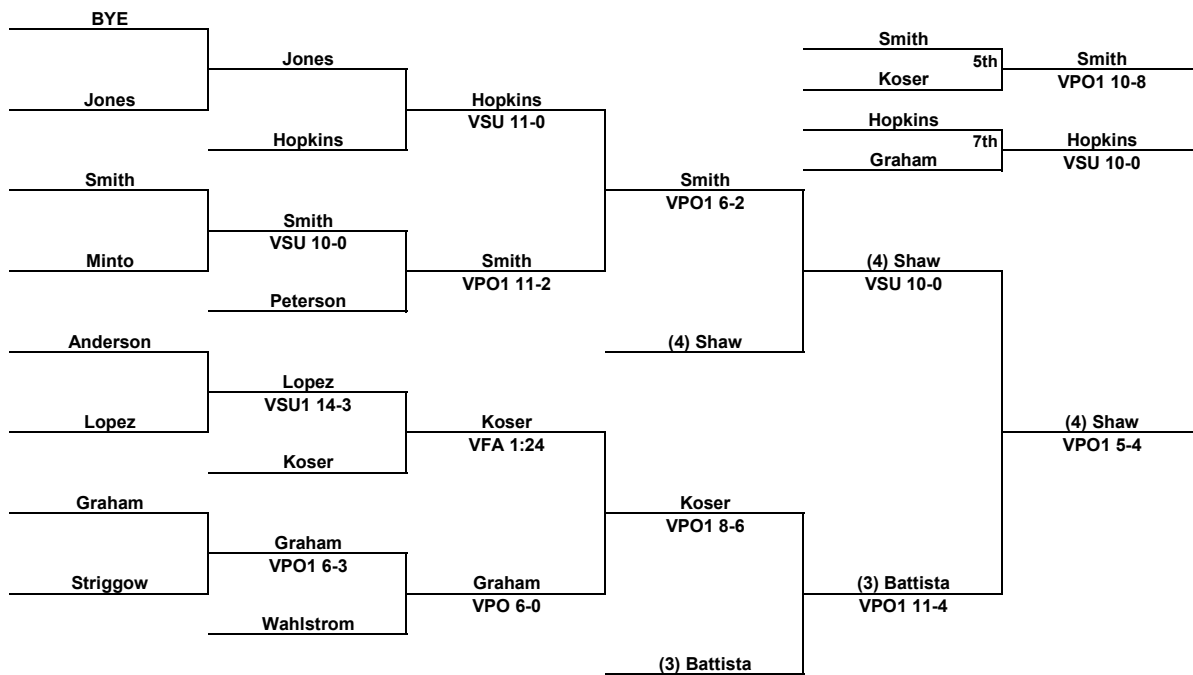 BYE
Smith
Jones
5th
Smith
Koser
VPO1 10-8
Jones
Hopkins
VSU 11-0
Hopkins
7th
Hopkins
Hopkins
Graham
VSU 10-0
Smith
Smith
VPO1 6-2
Smith
VSU 10-0
Minto
Smith
VPO1 11-2
(4) Shaw
VSU 10-0
Peterson
Anderson
(4) Shaw
Lopez
VSU1 14-3
Lopez
Koser
VFA 1:24
(4) Shaw
VPO1 5-4
Koser
Graham
Koser
VPO1 8-6
Graham
VPO1 6-3
Striggow
Graham
VPO 6-0
(3) Battista
VPO1 11-4
Wahlstrom
(3) Battista